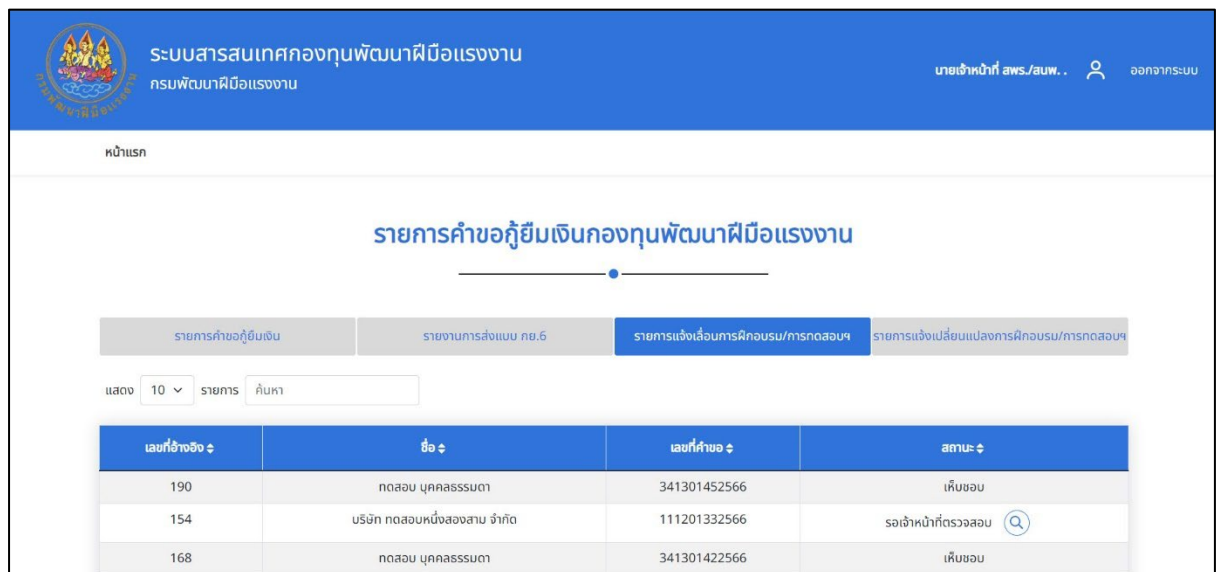 ระบบสารสนเทศกองทุนพัฒนาฝีมือแรงงาน
กรมพัฒนาฝีมือแรงงาน
กรมพัฒนาฝีมือแรงงาน
นายเจ้าหน้าที่ สพร./สนพ. . ออกจากระบบ
หน้าแรก
รายการคำขอกู้ยืมเงินกองทุนพัฒนาฝีมือแรงงาน
รายการคำขอกู้ยืมเงิน รายงานการส่งแบบ กย.6 รายการแจ้งเลื่อนการฝึกอบรม/การทดสอบฯ รายการแจ้งเปลี่ยนแปลงการฝึกอบรม/การทดสอบฯ
แสดง 10 รายการ ค้นหา
เลขที่อ้างอิง ชื่อ เลขที่คำขอ สถานะ
190 ทดสอบ บุคคลธรรมดา 341301452566 เห็นชอบ
154 บริษัท ทดสอบหนึ่งสองสาม จำกัด 111201332566 รอเจ้าหน้าที่ตรวจสอบ
168 ทดสอบ บุคคลธรรมดา 341301422566 เห็นชอบ